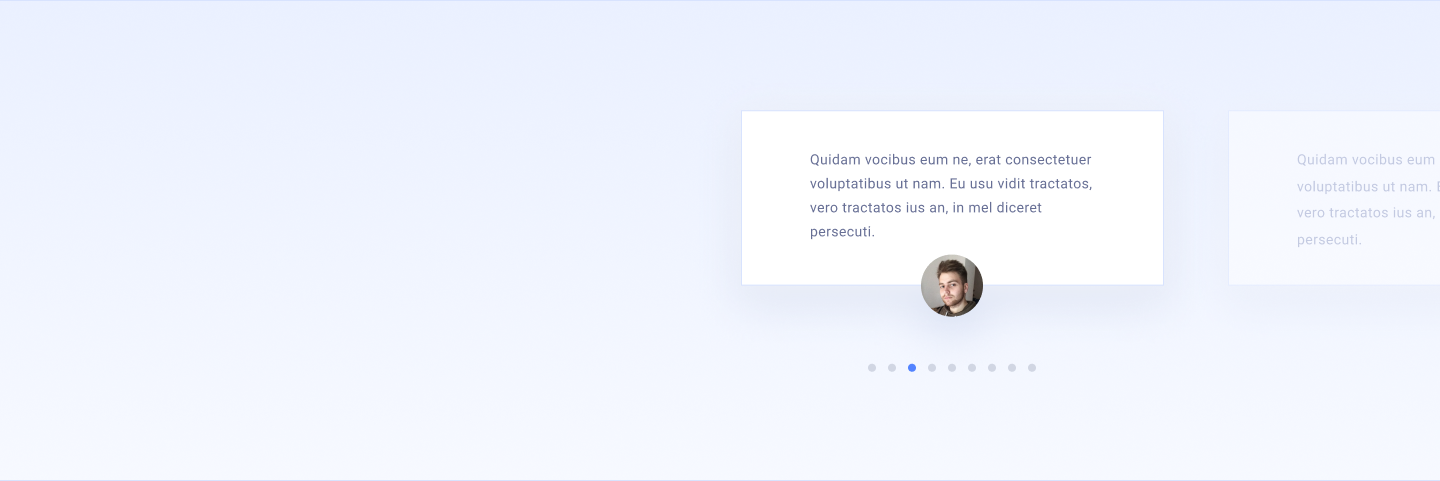 Quidam vocibus eum ne, erat consectetuer
voluptatibus ut nam. Eu usu vidit tractatos,
vero tractatos ius an, in mel diceret
persecuti.
Quidam vocibus eum
voluptatibus ut nam. E
vero tractatos ius an,
persecuti.